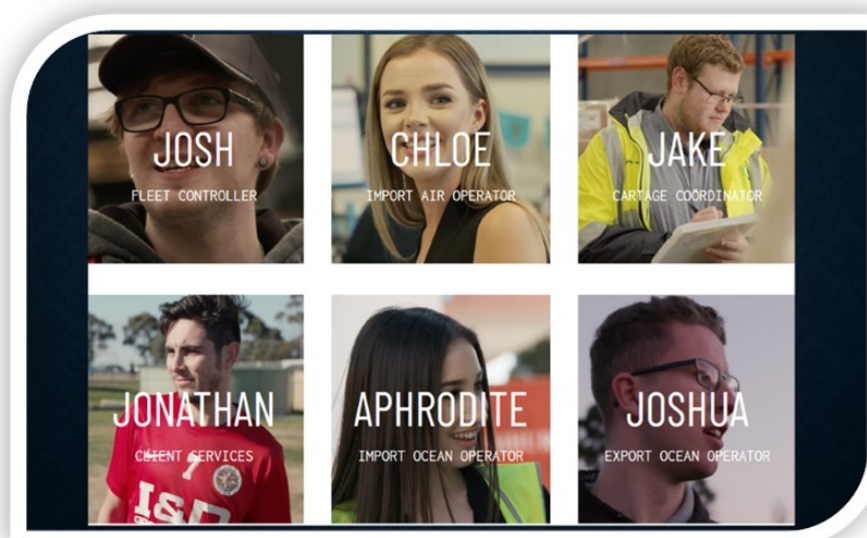 JOSH
FLEET CONTROLLER
CHLOE
IMPORT AIR OPERATOR
JAKE
CARTAGE COORDINATOR
JONATHAN
CLIENT SERVICES
1
I&D
APHRODITE
IMPORT OCEAN OPERATOR
JOSHUA
EXPORT OCEAN OPERATOR